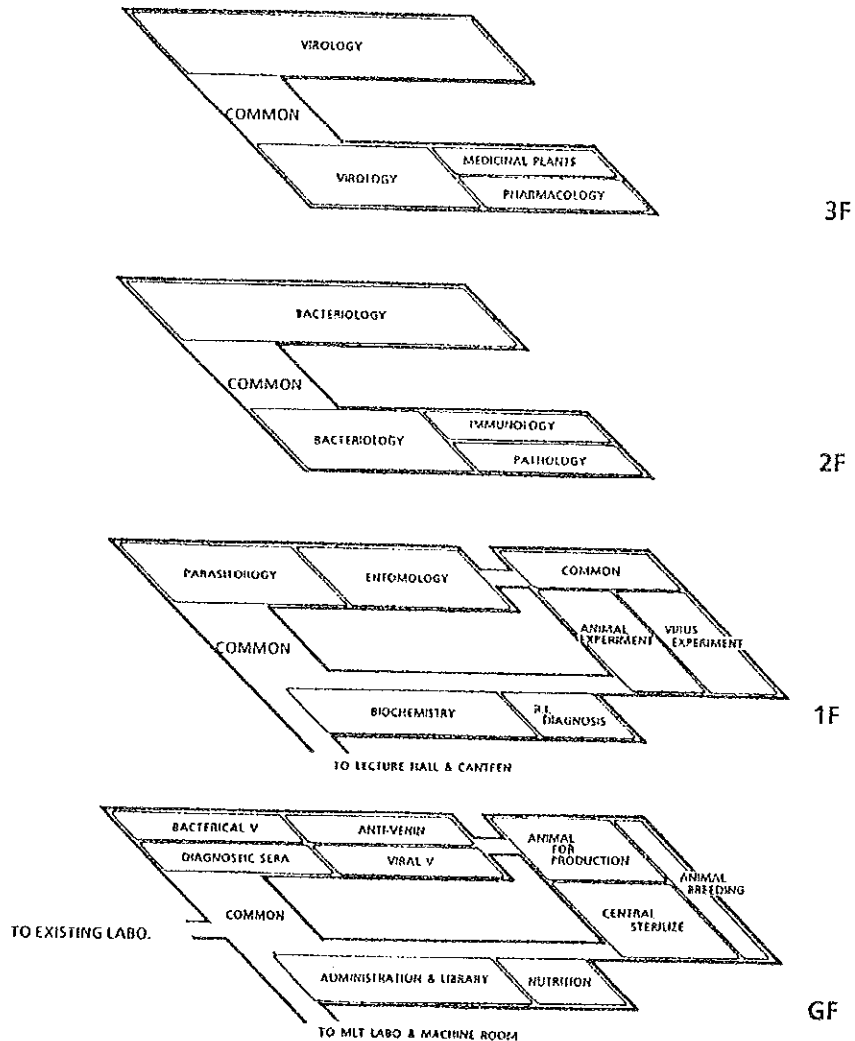 VIROLOGY
COMMON
VIROLOGY
MEDICINAL PLANTS
PHARMACOLOGY
3F
BACTERIOLOGY
COMMON
BACTERIOLOGY
IMMUNOLOGY
PATHOLOGY
2F
PARASITOROGY
ENTOMOLOGY
COMMON
COMMON
ANIMAL
EXPERIMENT
VIRUS
EXPERIMENT
BIOCHEMISTRY
R.I.
DIAGNOSIS
1F
TO LECTURE HALL & CANTEEN
BACTERICAL V
ANTI-VENIN
DIAGNOSTIC SERA
VIRAL V
ANIMAL
FOR
PRODUCTION
ANIMAL
BREEDING
COMMON
CENTRAL
STERILIZE
TO EXISTING LABO.
ADMINISTRATION & LIBRARY
NUTRITION
GF
TO MLT LABO & MACHINE ROOM